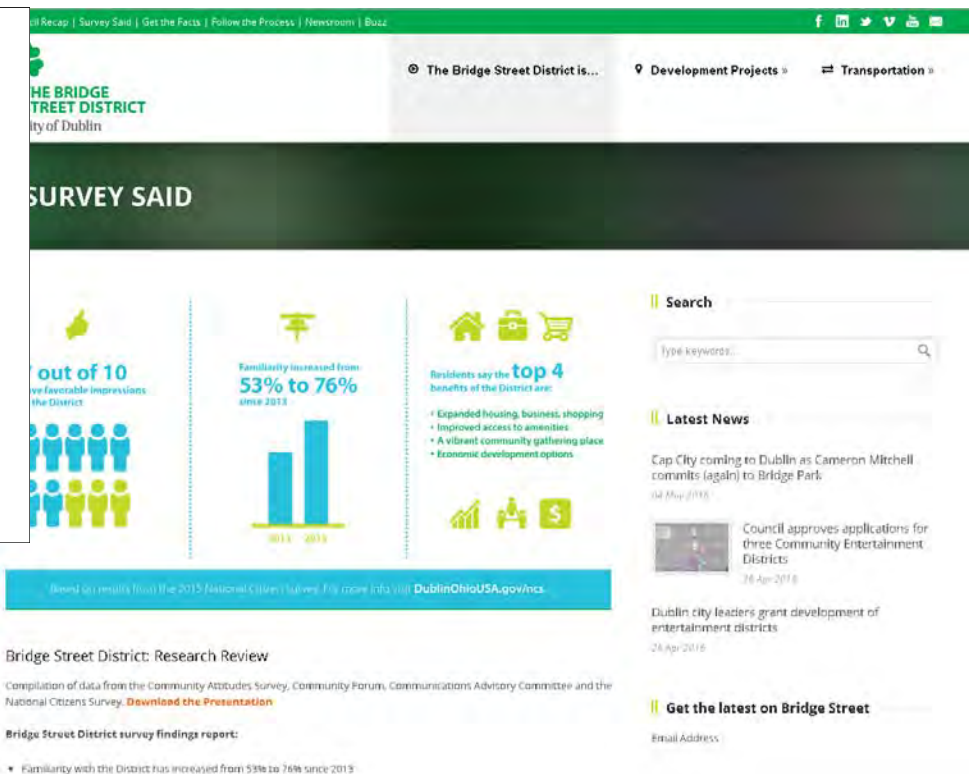 Recap | Survey Said | Get the Facts | Follow the Process | Newsroom | Buzz
HE BRIDGE
TREET DISTRICT
ity of Dublin
The Bridge Street District is...
Development Projects »
Transportation »
SURVEY SAID
out of 10
ve favorable impressions
the District
Familiarity increased from
53% to 76%
since 2013
2013 2015
Residents say the top 4
benefits of the District are:
• Expanded housing, business, shopping
• Improved access to amenities
• A vibrant community gathering place
• Economic development options
$
Based on results from the 2015 National Citizen Survey. For more info visit DublinOhioUSA.gov/ncs.
Bridge Street District: Research Review
Compilation of data from the Community Attitudes Survey, Community Forum, Communications Advisory Committee and the
National Citizens Survey. Download the Presentation
Bridge Street District survey findings report:
• Familiarity with the District has increased from 53% to 76% since 2013
Search
Type keywords...
Latest News
Cap City coming to Dublin as Cameron Mitchell
commits (again) to Bridge Park
04 May 2016
Council approves applications for
three Community Entertainment
Districts
26 Apr 2016
Dublin city leaders grant development of
entertainment districts
26 Apr 2016
Get the latest on Bridge Street
Email Address